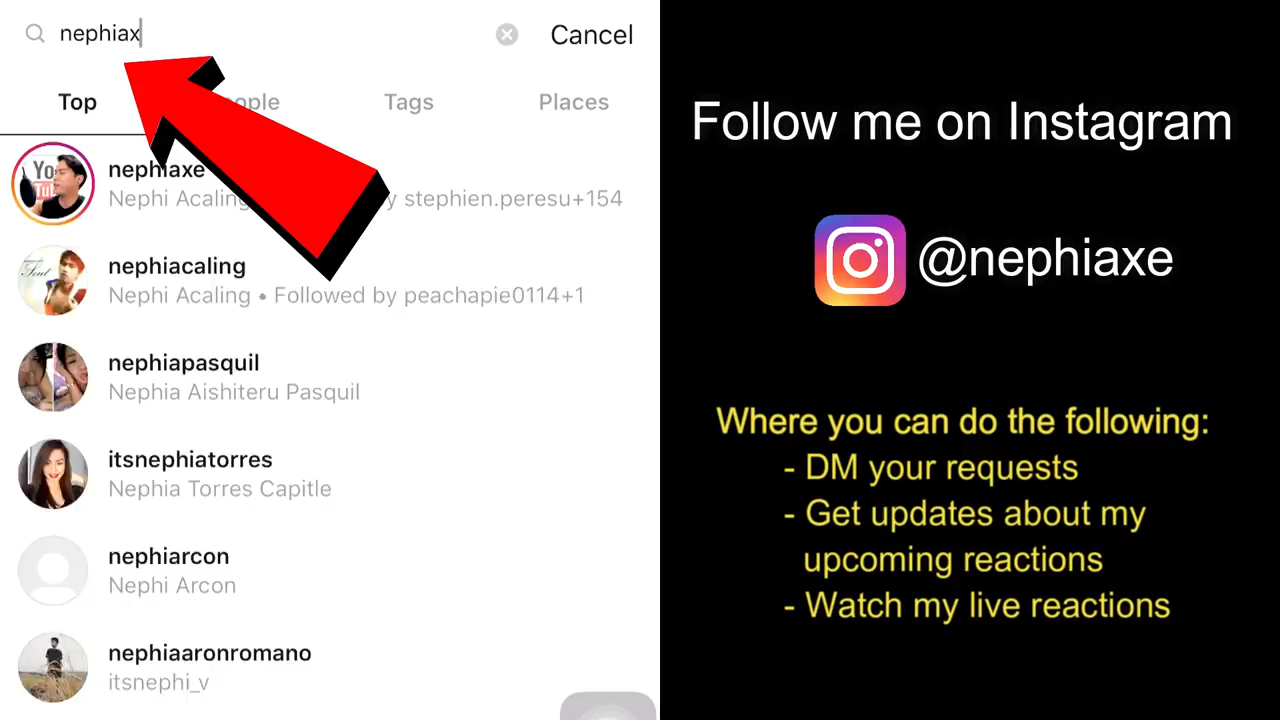 nephiax
Cancel
Top
ople
Tags
Places
nephiaxe
Nephi Acaling
y stephien.peresu+154
nephiacaling
Nephi Acaling • Followed by peachapie0114+1
nephiapasquil
Nephia Aishiteru Pasquil
itsnephiatorres
Nephia Torres Capitle
nephiarcon
Nephi Arcon
nephiaaronromano
itsnephi_v
Follow me on Instagram
@nephiaxe
Where you can do the following:
- DM your requests
- Get updates about my
upcoming reactions
- Watch my live reactions